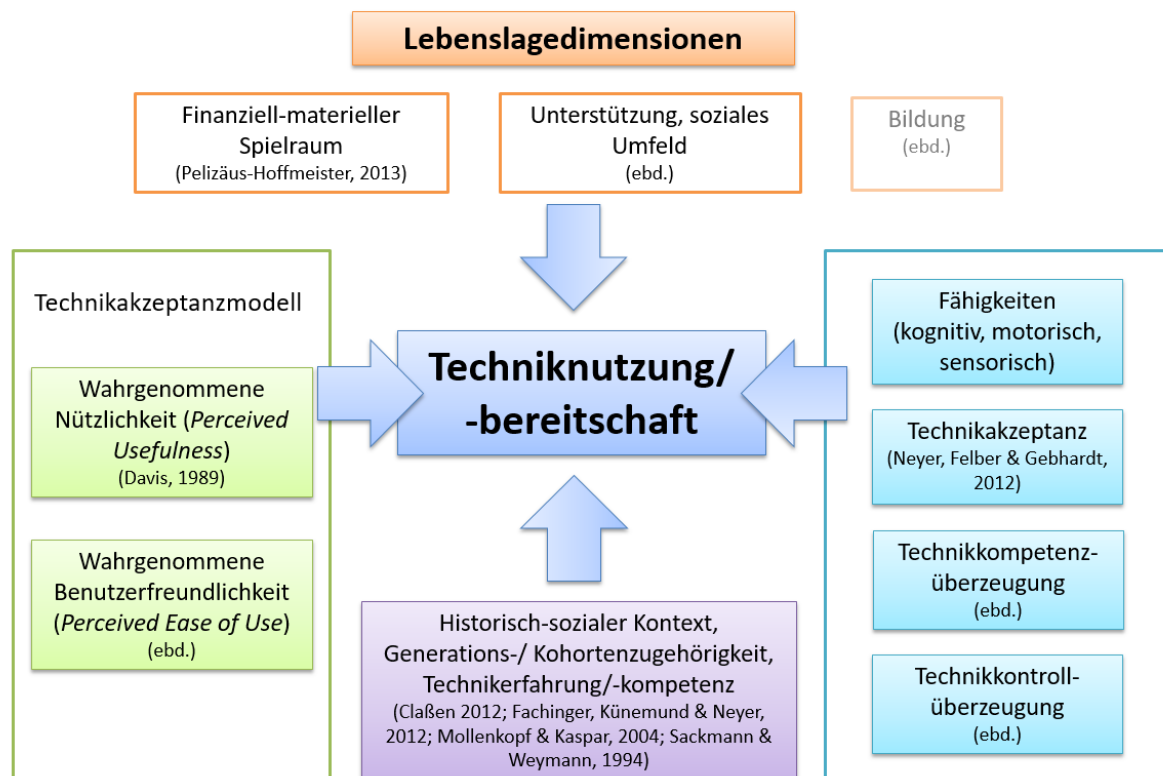 Lebenslagedimensionen
Finanziell-materieller
Spielraum
(Pelizäus-Hoffmeister, 2013)
Unterstützung, soziales
Umfeld
(ebd.)
Bildung
(ebd.)
Technikakzeptanzmodell
Wahrgenommene
Nützlichkeit (Perceived
Usefulness)
(Davis, 1989)
Wahrgenommene
Benutzerfreundlichkeit
(Perceived Ease of Use)
(ebd.)
Techniknutzung/
-bereitschaft
Historisch-sozialer Kontext,
Generations-/ Kohortenzugehörigkeit,
Technikerfahrung/-kompetenz
(Claßen 2012; Fachinger, Künemund & Neyer,
2012; Mollenkopf & Kaspar, 2004; Sackmann &
Weymann, 1994)
Fähigkeiten
(kognitiv, motorisch,
sensorisch)
Technikakzeptanz
(Neyer, Felber & Gebhardt,
2012)
Technikkompetenz-
überzeugung
(ebd.)
Technikkontroll-
überzeugung
(ebd.)